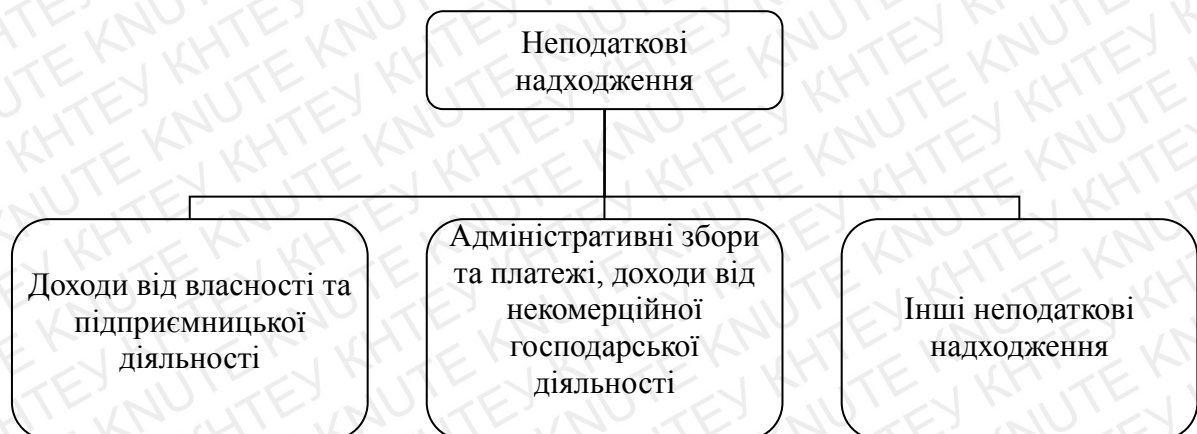 Неподаткові
надходження
Доходи від власності та
підприємницької
діяльності
Адміністративні збори
та платежі, доходи від
некомерційної
господарської
діяльності
Інші неподаткові
надходження